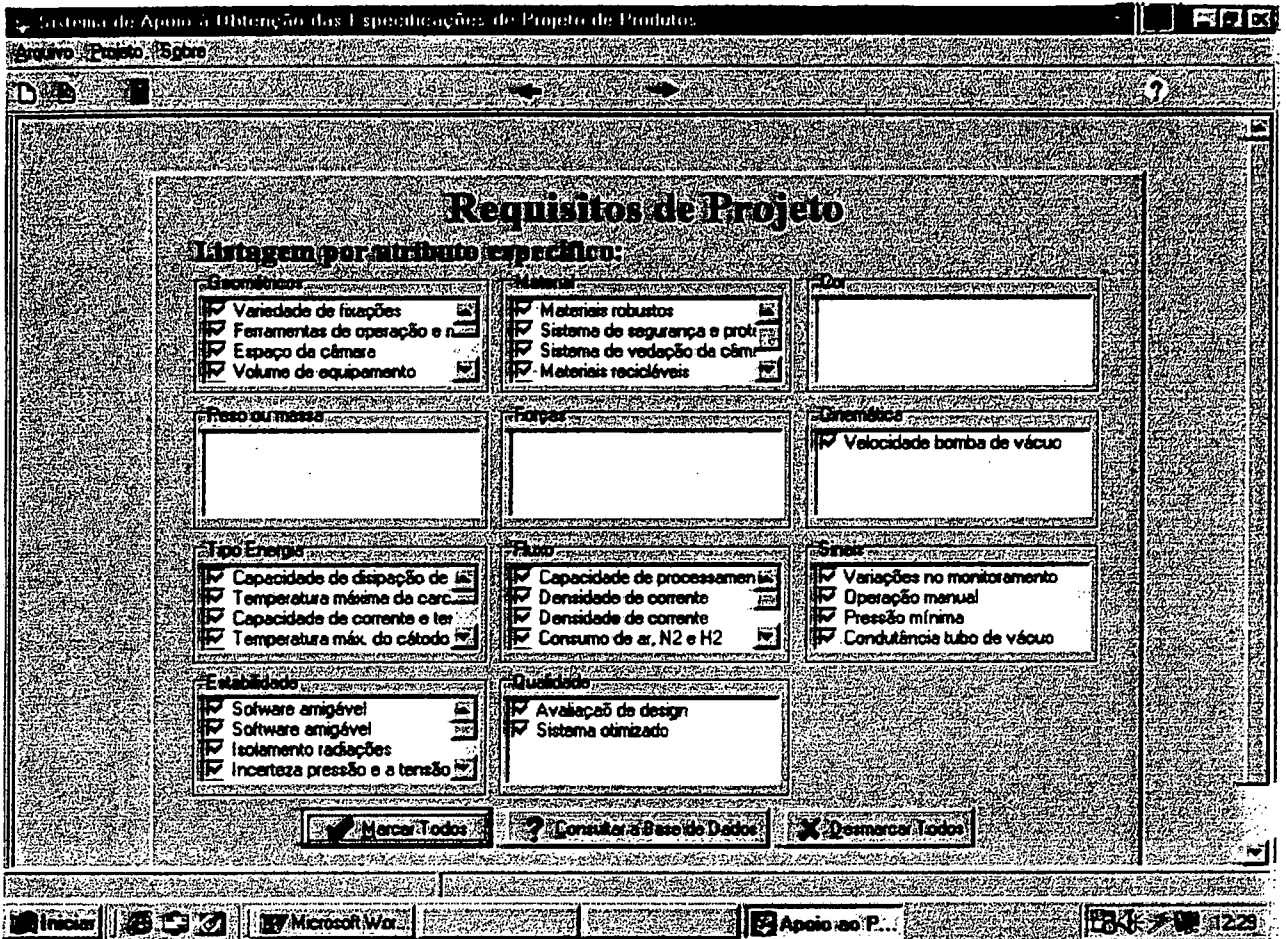 Sistema de Apoio à Obtenção das Especificações de Projeto de Produtos
Arquivo Projeto Sobre
Requisitos de Projeto
Listagem por atributo específico:
Geométricos
Variedade de fixações
Ferramentas de operação e
Espaço da câmara
Volume de equipamento
Material
Materiais robustos
Sistema de segurança e prot
Sistema de vedação da câm
Materiais recicláveis
Cor
Peso ou massa
Forças
Cinemática
Velocidade bomba de vácuo
Tipo Energia
Capacidade de disipação de
Temperatura máxima da carc
Capacidade de corrente e ter
Temperatura máx. do cátodo
Fluxo
Capacidade de processamen
Densidade de corrente
Densidade de corrente
Consumo de ar, N2 e H2
Sinais
Variações no monitoramento
Operação manual
Pressão mínima
Condutância tubo de vácuo
Estabilidade
Sofware amigável
Software amigável
Isolamento radiações
Incerteza pressão e a tensão
Qualidade
Avaliaçaõ de design
Sistema otimizado
Marcar Todos
Consultar a Base de Dados
Desmarcar Todos
Iniciar
Microsoft Wor...
Apoio ao P...
12:29